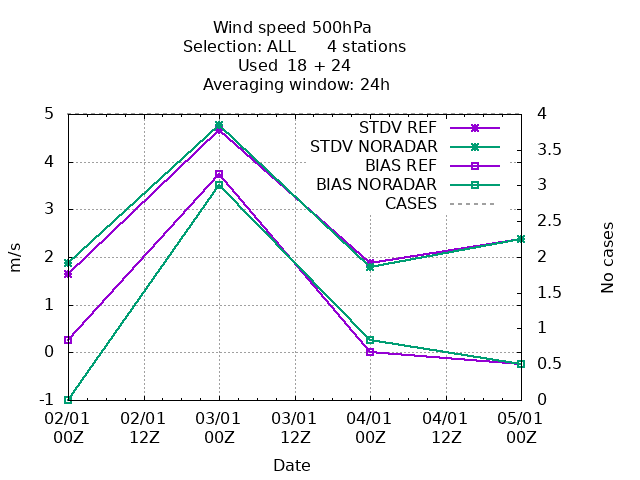 Wind speed 500hPa
Selection: ALL      4 stations
Used 18 + 24
Averaging window: 24h
STDV REF
STDV NORADAR
BIAS REF
BIAS NORADAR
CASES
m/s
5
4
3
2
1
0
-1
No cases
4
3.5
3
2.5
2
1.5
1
0.5
0
02/01 02/01 03/01 03/01 04/01 04/01 05/01
00Z 12Z 00Z 12Z 00Z 12Z 00Z
Date